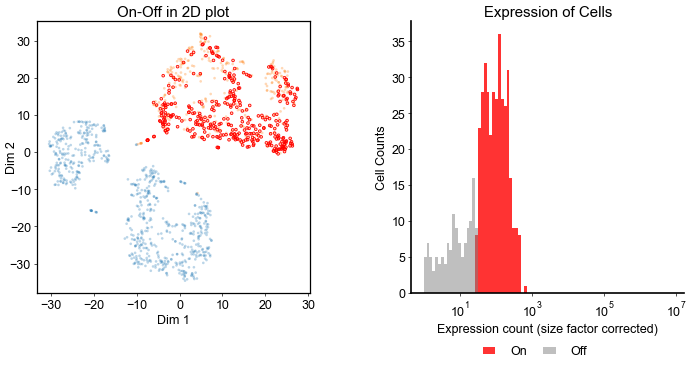 On-Off in 2D plot
30
20
10
0
−10
−20
−30
Dim 2
−30 −20 −10 0 10 20 30
Dim 1
Expression of Cells
35
30
25
20
15
10
5
0
Cell Counts
10^1 10^3 10^5 10^7
Expression count (size factor corrected)
On Off